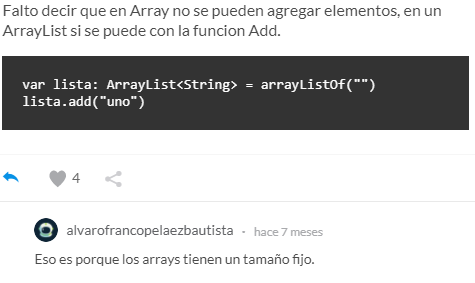 Falto decir que en Array no se pueden agregar elementos, en un
ArrayList si se puede con la funcion Add.
var lista: ArrayList<String> = arrayListOf("")
lista.add("uno")
4
alvarofrancopelaezbautista - hace 7 meses
Eso es porque los arrays tienen un tamaño fijo.